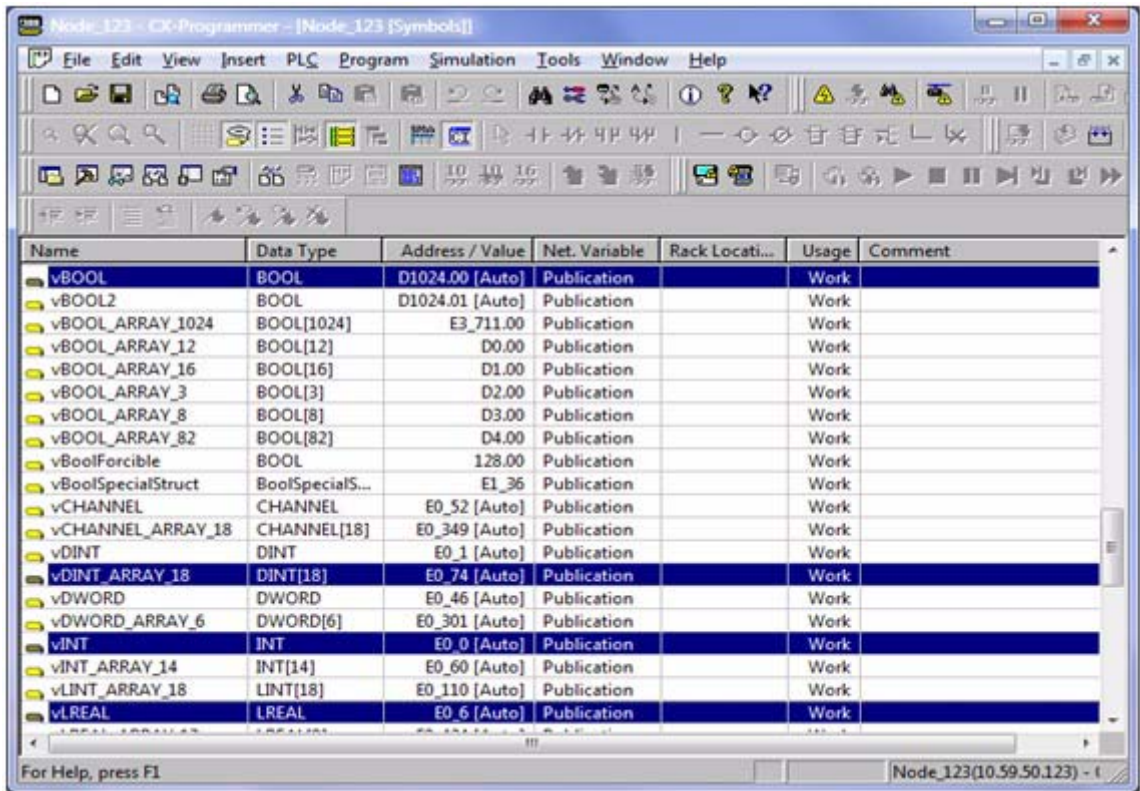 Node_123 - CX-Programmer - [Node_123 [Symbols]]
File Edit View Insert PLC Program Simulation Tools Window Help
Name Data Type Address / Value Net. Variable Rack Locati... Usage Comment
vBOOL BOOL D1024.00 [Auto] Publication Work
vBOOL2 BOOL D1024.01 [Auto] Publication Work
vBOOL_ARRAY_1024 BOOL[1024] E3_711.00 Publication Work
vBOOL_ARRAY_12 BOOL[12] D0.00 Publication Work
vBOOL_ARRAY_16 BOOL[16] D1.00 Publication Work
vBOOL_ARRAY_3 BOOL[3] D2.00 Publication Work
vBOOL_ARRAY_8 BOOL[8] D3.00 Publication Work
vBOOL_ARRAY_82 BOOL[82] D4.00 Publication Work
vBoolForcible BOOL 128.00 Publication Work
vBoolSpecialStruct BoolSpecialS... E1_36 Publication Work
vCHANNEL CHANNEL E0_52 [Auto] Publication Work
vCHANNEL_ARRAY_18 CHANNEL[18] E0_349 [Auto] Publication Work
vDINT DINT E0_1 [Auto] Publication Work
vDINT_ARRAY_18 DINT[18] E0_74 [Auto] Publication Work
vDWORD DWORD E0_46 [Auto] Publication Work
vDWORD_ARRAY_6 DWORD[6] E0_301 [Auto] Publication Work
vINT INT E0_0 [Auto] Publication Work
vINT_ARRAY_14 INT[14] E0_60 [Auto] Publication Work
vLINT_ARRAY_18 LINT[18] E0_110 [Auto] Publication Work
vLREAL LREAL E0_6 [Auto] Publication Work
For Help, press F1 Node_123(10.59.50.123) -